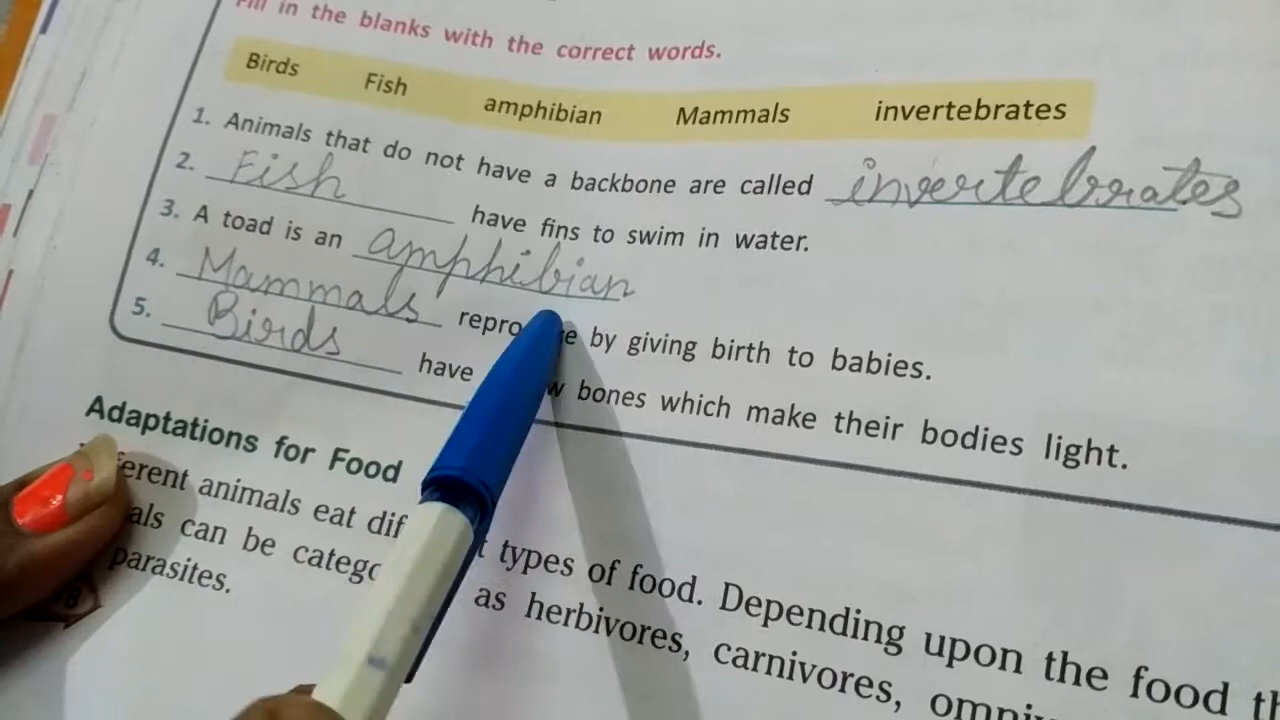 Fill in the blanks with the correct words.
Birds Fish amphibian Mammals invertebrates
1. Animals that do not have a backbone are called invertebrates
2. Fish have fins to swim in water.
3. A toad is an amphibian
4. Mammals repro e by giving birth to babies.
5. Birds have w bones which make their bodies light.
Adaptations for Food
ferent animals eat dif t types of food. Depending upon the food th
als can be catego as herbivores, carnivores, omniv
parasites.